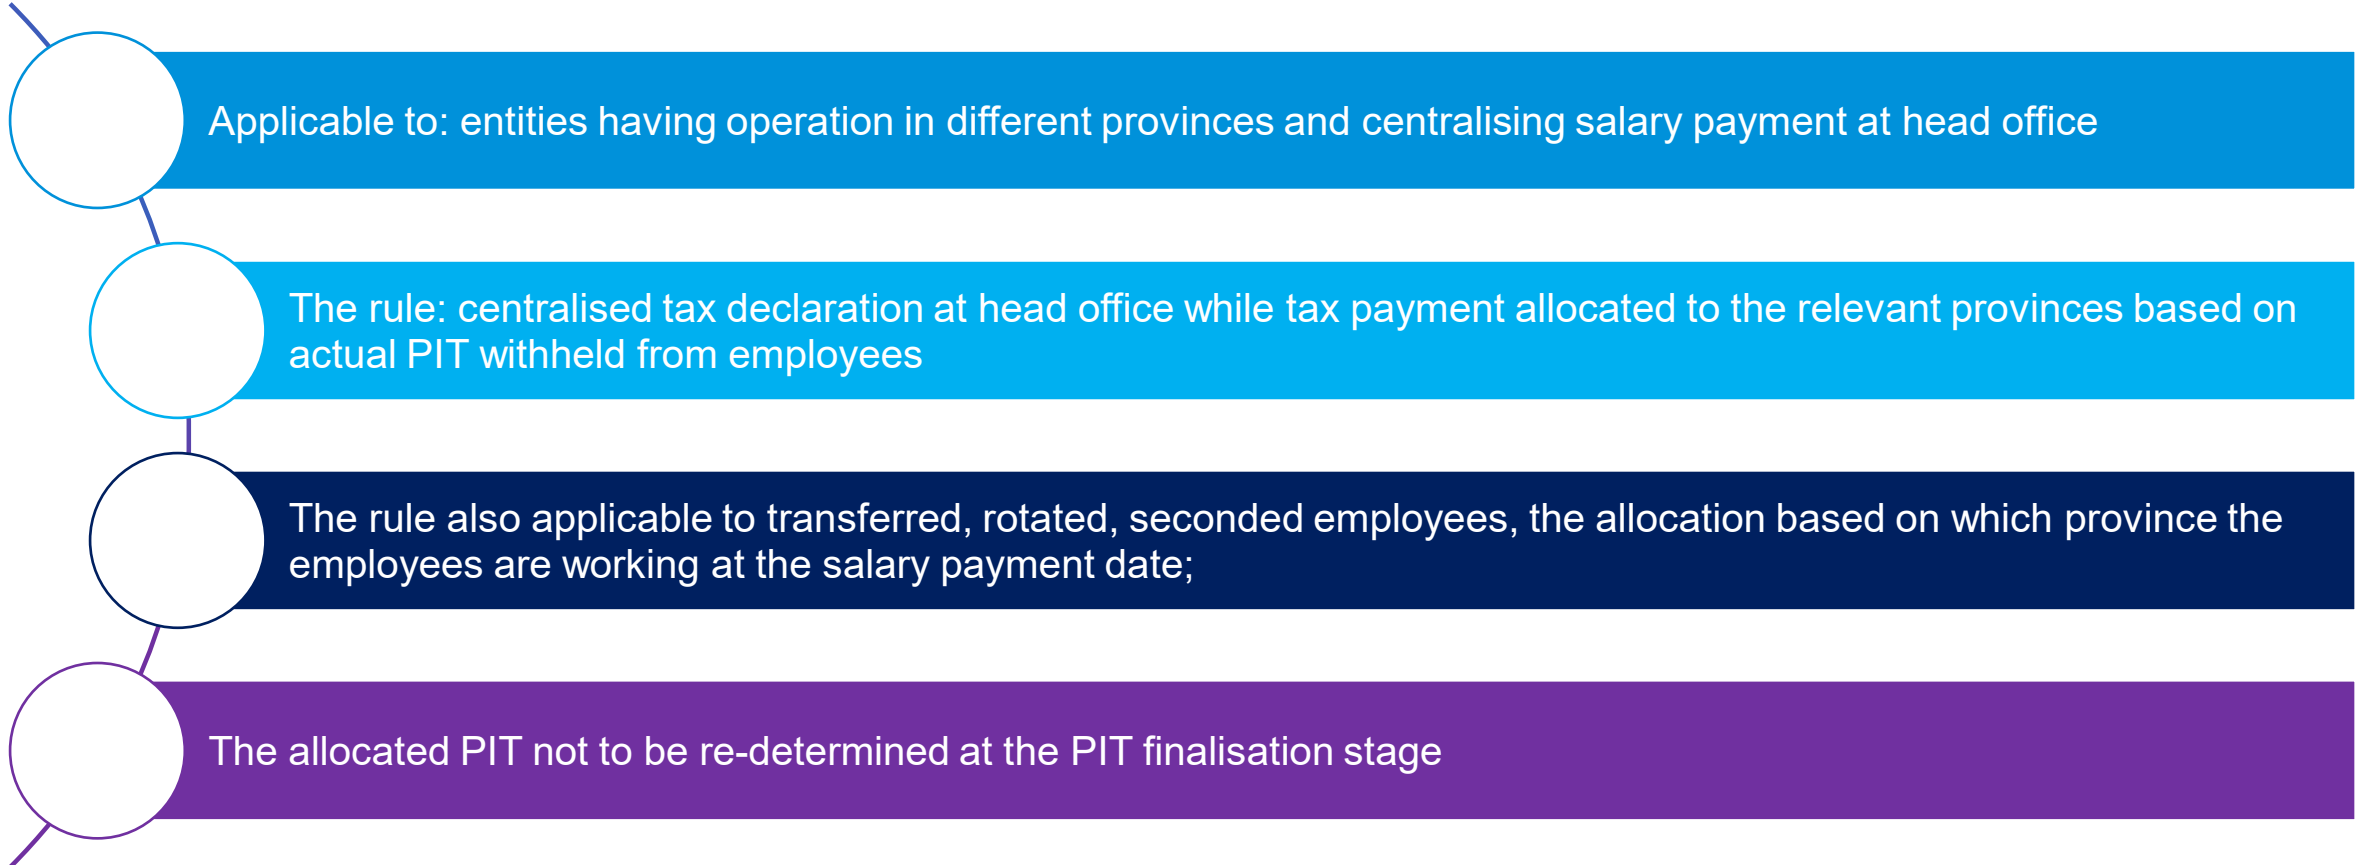 Applicable to: entities having operation in different provinces and centralising salary payment at head office
The rule: centralised tax declaration at head office while tax payment allocated to the relevant provinces based on
actual PIT withheld from employees
The rule also applicable to transferred, rotated, seconded employees, the allocation based on which province the
employees are working at the salary payment date;
The allocated PIT not to be re-determined at the PIT finalisation stage